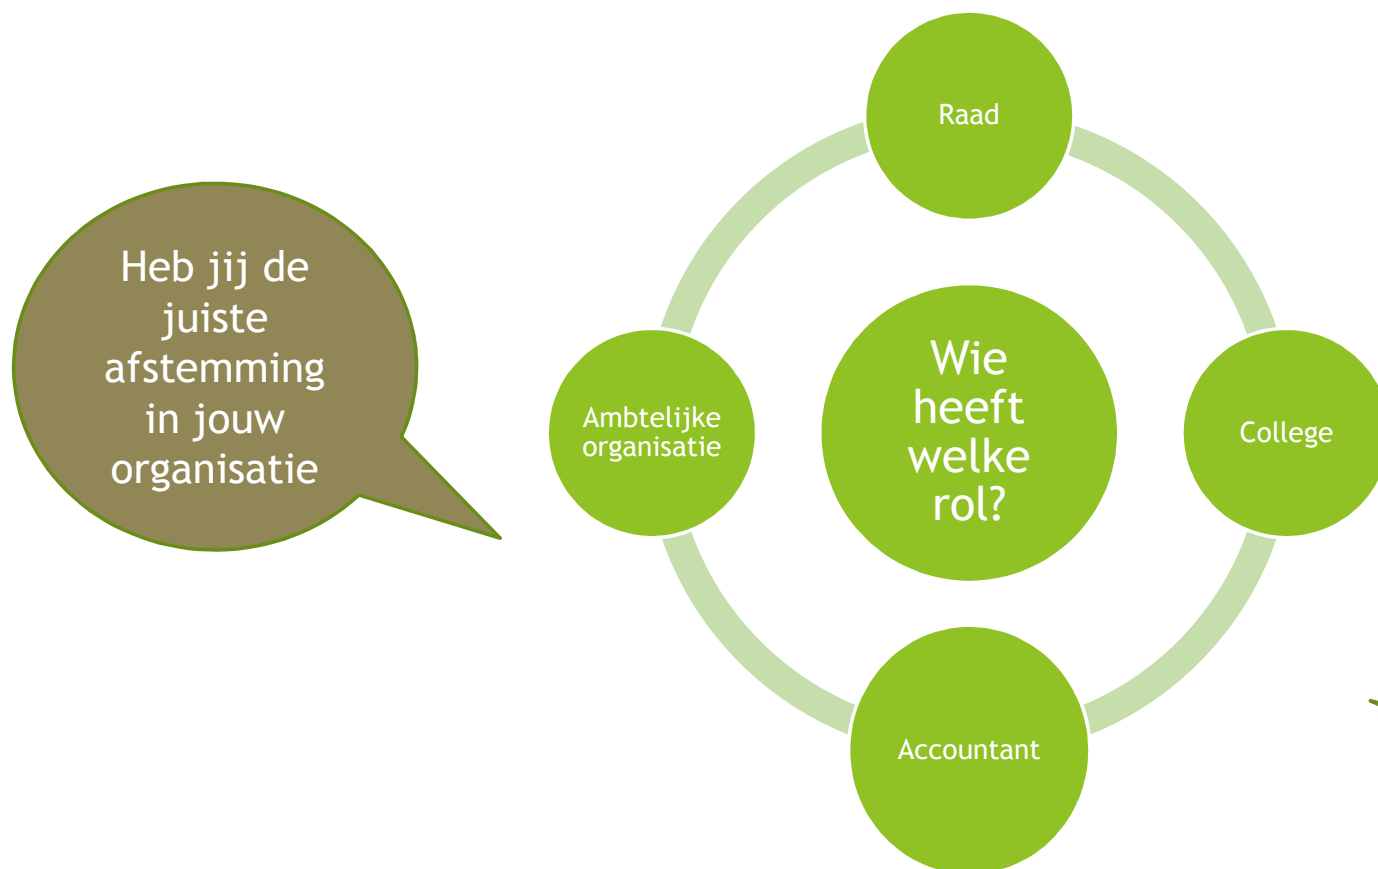 Heb jij de
juiste
afstemming
in jouw
organisatie
Raad
Ambtelijke
organisatie
Wie
heeft
welke
rol?
College
Accountant